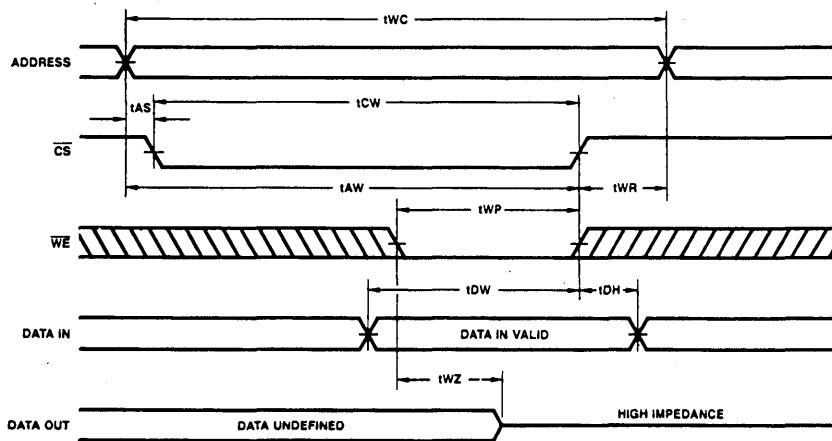 tWC
ADDRESS
tAS
tCW
CS
tAW
tWR
tWP
WE
tDW
tDH
DATA IN
DATA IN VALID
tWZ
DATA OUT
DATA UNDEFINED
HIGH IMPEDANCE